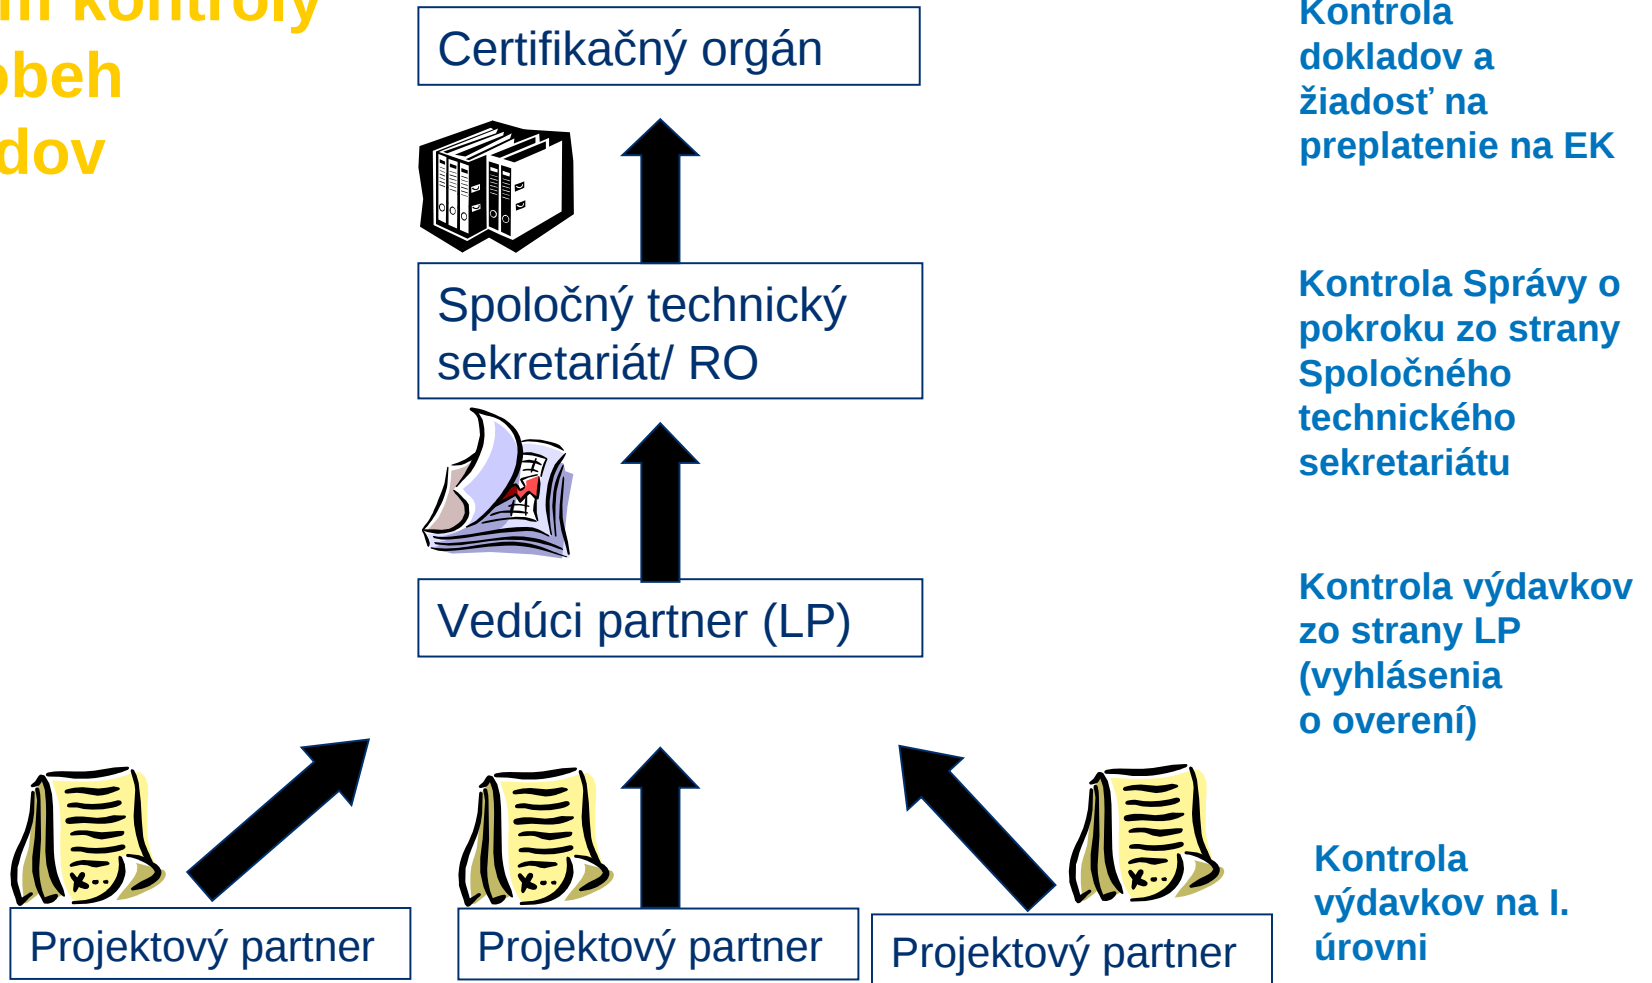 kontroly
Certifikačný orgán
Kontrola
dokladov a
žiadosť na
preplatenie na EK
Spoločný technický
sekretariát/ RO
Kontrola Správy o
pokroku zo strany
Spoločného
technického
sekretariátu
Vedúci partner (LP)
Kontrola výdavkov
zo strany LP
(vyhlásenia
o overení)
Projektový partner
Projektový partner
Projektový partner
Kontrola
výdavkov na I.
úrovni